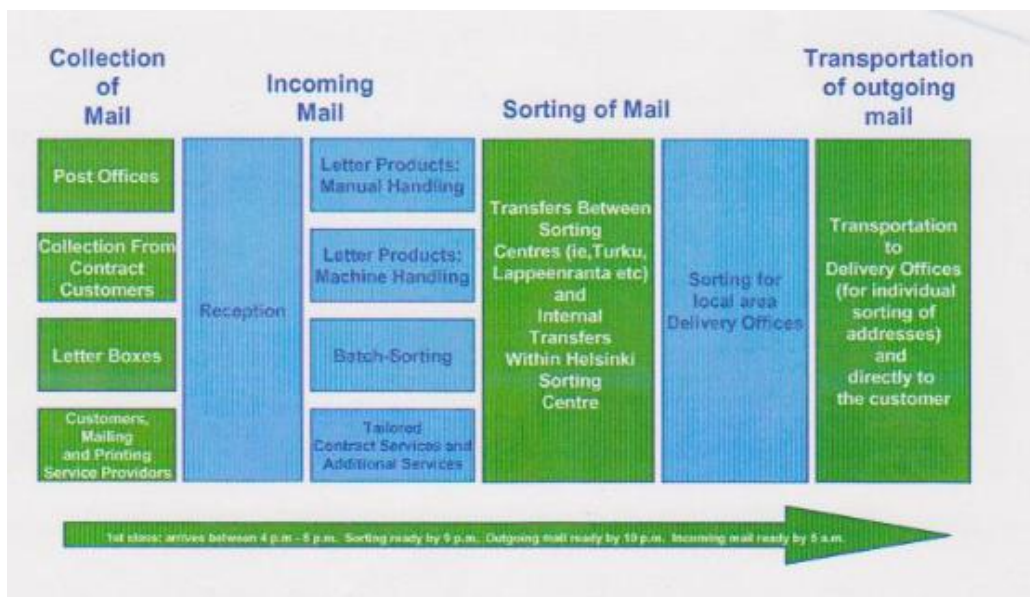 Collection
of
Mail
Incoming
Mail
Sorting of Mail
Transportation
of outgoing
mail
Post Offices
Collection From
Contract
Customers
Letter Boxes
Customers,
Mailing
and Printing
Service Providors
Reception
Letter Products:
Manual Handling
Letter Products:
Machine Handling
Batch-Sorting
Tailored
Contract Services and
Additional Services
Transfers Between
Sorting
Centres (ie,Turku,
Lappeenranta etc)
and
Internal
Transfers
Within Helsinki
Sorting
Centre
Sorting for
local area
Delivery Offices
Transportation
to
Delivery Offices
(for individual
sorting of
addresses)
and
directly to
the customer
1st class: arrives between 4 p.m - 8 p.m. Sorting ready by 9 p.m. Outgoing mail ready by 10 p.m. Incoming mail ready by 5 a.m.